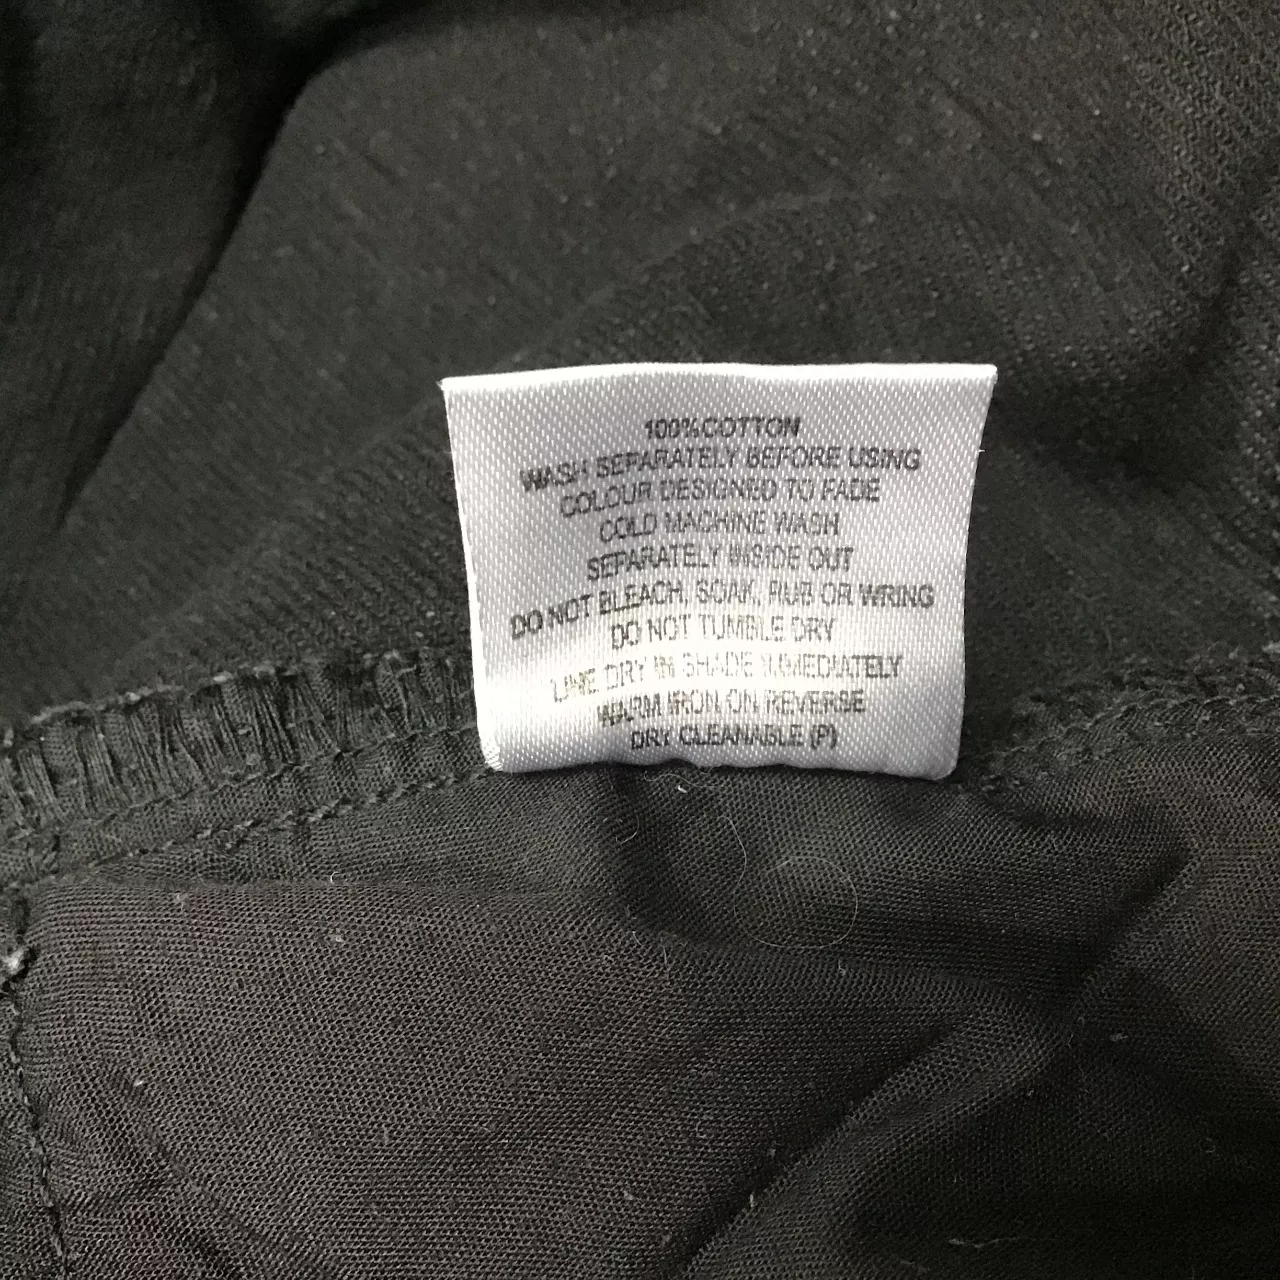 100%COTTON
WASH SEPARATELY BEFORE USING
COLOUR DESIGNED TO FADE
COLD MACHINE WASH
SEPARATELY INSIDE OUT
DO NOT BLEACH, SOAK, RUB OR WRING
DO NOT TUMBLE DRY
LINE DRY IN SHADE IMMEDIATELY
WARM IRON ON REVERSE
DRY CLEANABLE (P)